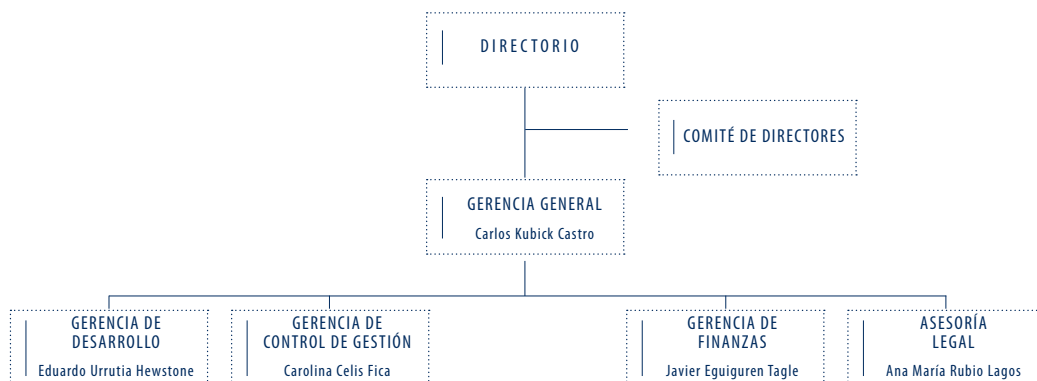 DIRECTORIO
COMITÉ DE DIRECTORES
GERENCIA GENERAL
Carlos Kubick Castro
GERENCIA DE
DESARROLLO
Eduardo Urrutia Hewstone
GERENCIA DE
CONTROL DE GESTIÓN
Carolina Celis Fica
GERENCIA DE
FINANZAS
Javier Eguiguren Tagle
ASESORÍA
LEGAL
Ana María Rubio Lagos